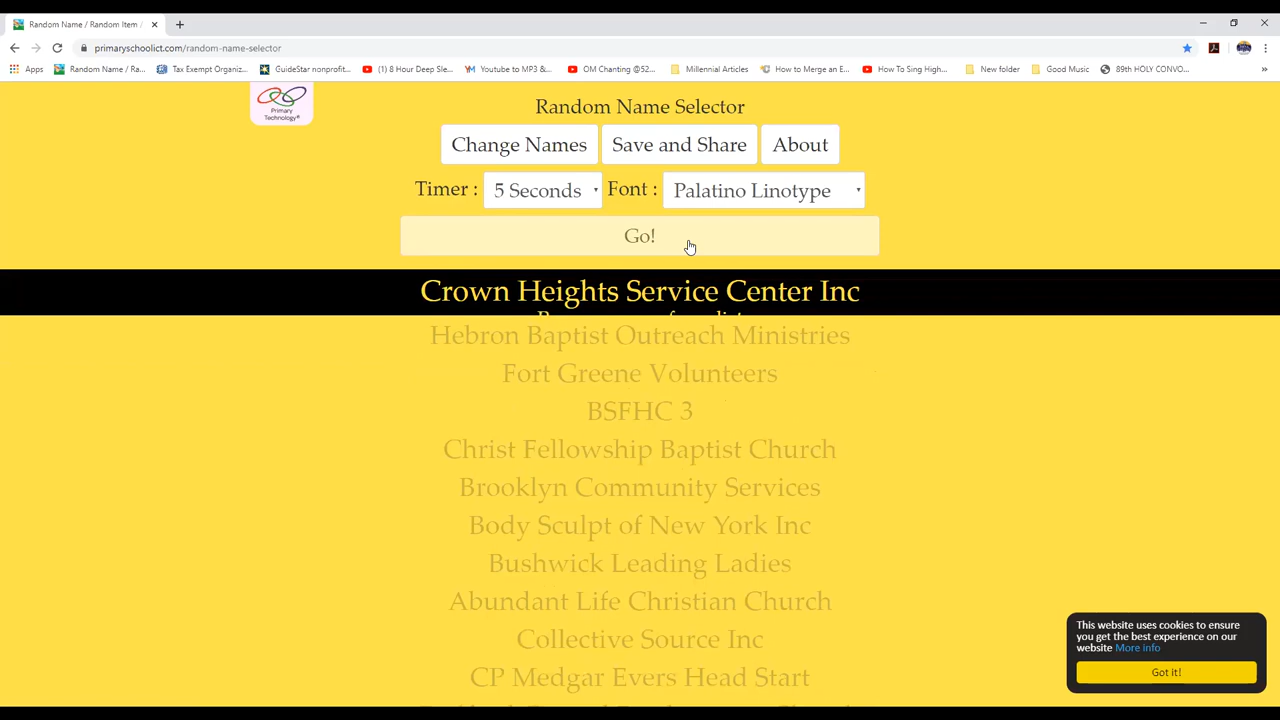 Random Name / Random Item /
primaryschoolict.com/random-name-selector
Apps
Random Name / Ra...
Tax Exempt Organiz...
GuideStar nonprofit...
(1) 8 Hour Deep Sle...
Youtube to MP3 &...
OM Chanting @52...
Millennial Articles
How to Merge an E...
How To Sing High...
New folder
Good Music
89th HOLY CONVO...
Primary
Technology®
Random Name Selector
Change Names
Save and Share
About
Timer :
5 Seconds
Font :
Palatino Linotype
Go!
Crown Heights Service Center Inc
Hebron Baptist Outreach Ministries
Fort Greene Volunteers
BSFHC 3
Christ Fellowship Baptist Church
Brooklyn Community Services
Body Sculpt of New York Inc
Bushwick Leading Ladies
Abundant Life Christian Church
Collective Source Inc
CP Medgar Evers Head Start
This website uses cookies to ensure
you get the best experience on our
website More info
Got it!